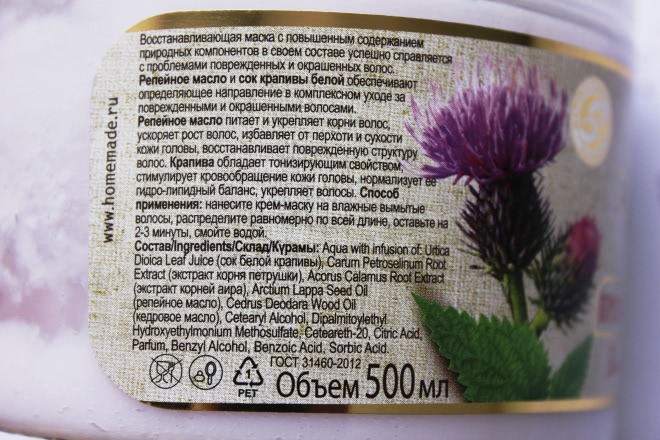 Восстанавливающая маска с повышенным содержанием
природных компонентов в своем составе успешно справляется
с проблемами поврежденных и окрашенных волос.
Репейное масло и сок крапивы белой обеспечивают
определяющее направление в комплексном уходе за
поврежденными и окрашенными волосами.
Репейное масло питает и укрепляет корни волос,
ускоряет рост волос, избавляет от перхоти и сухости
кожи головы, восстанавливает поврежденную структуру
волос. Крапива обладает тонизирующим свойством,
стимулирует кровообращение кожи головы, нормализует ее
гидро-липидный баланс, укрепляет волосы. Способ
применения: нанесите крем-маску на влажные вымытые
волосы, распределите равномерно по всей длине, оставьте на
2-3 минуты, смойте водой.
Состав/Ingredients/Склад/Курамы: Aqua with infusion of: Urtica
Dioica Leaf Juice (сок белой крапивы), Carum Petroselinum Root
Extract (экстракт корня петрушки), Acorus Calamus Root Extract
(экстракт корней аира), Arctium Lappa Seed Oil
(репейное масло), Cedrus Deodara Wood Oil
(кедровое масло), Cetearyl Alcohol, Dipalmitoylethyl
Hydroxyethylmonium Methosulfate, Ceteareth-20, Citric Acid,
Parfum, Benzyl Alcohol, Benzoic Acid, Sorbic Acid.
ГОСТ 31460-2012
1
PET
Объем 500 мл
www.homemade.ru